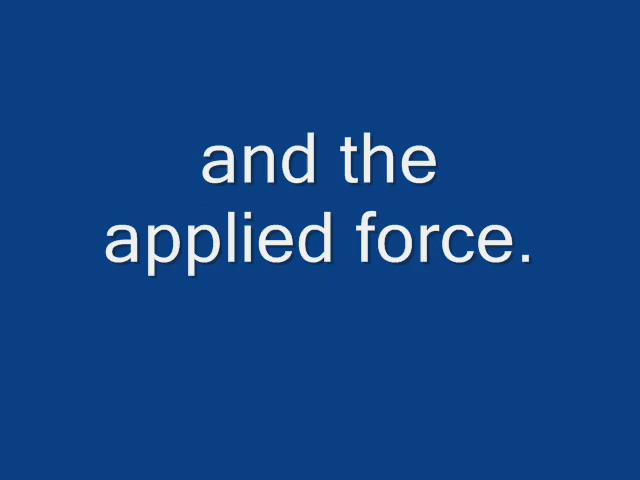 and the
applied force.